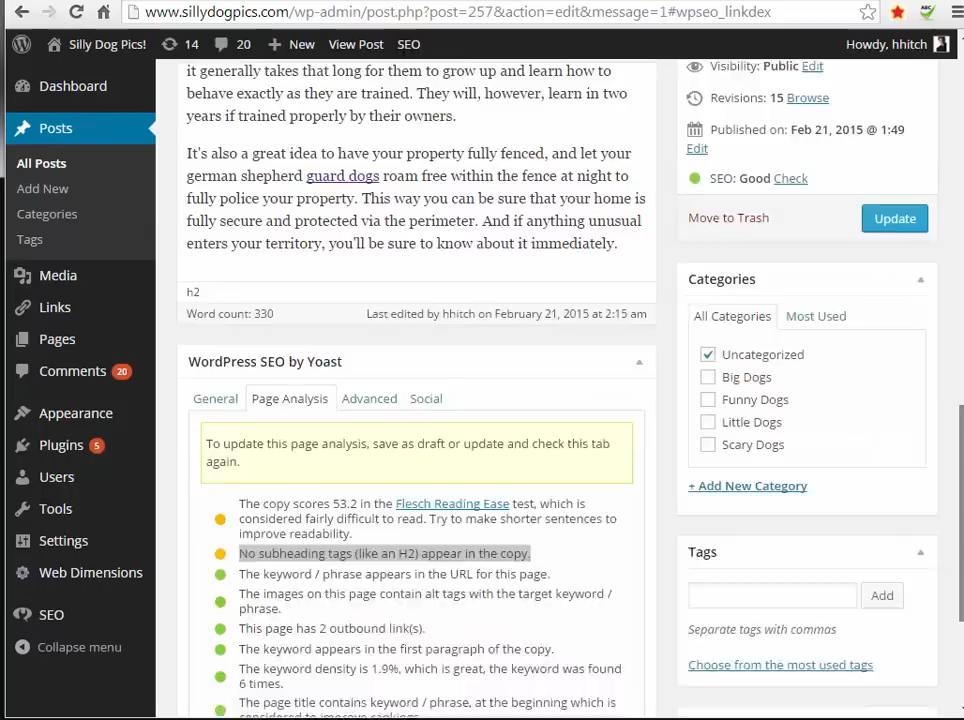 www.sillydogpics.com/wp-admin/post.php?post=257&action=edit&message=1#wpseo_linkdex
ABC
Silly Dog Pics!
14
20
New
View Post
SEO
Howdy, hhitch
Dashboard
Posts
All Posts
Add New
Categories
Tags
Media
Links
Pages
Comments 20
Appearance
Plugins 5
Users
Tools
Settings
Web Dimensions
SEO
Collapse menu
it generally takes that long for them to grow up and learn how to
behave exactly as they are trained. They will, however, learn in two
years if trained properly by their owners.
It's also a great idea to have your property fully fenced, and let your
german shepherd guard dogs roam free within the fence at night to
fully police your property. This way you can be sure that your home is
fully secure and protected via the perimeter. And if anything unusual
enters your territory, you'll be sure to know about it immediately.
h2
Word count: 330
Last edited by hhitch on February 21, 2015 at 2:15 am
WordPress SEO by Yoast
General
Page Analysis
Advanced
Social
To update this page analysis, save as draft or update and check this tab
again.
The copy scores 53.2 in the Flesch Reading Ease test, which is
considered fairly difficult to read. Try to make shorter sentences to
improve readability.
No subheading tags (like an H2) appear in the copy.
The keyword / phrase appears in the URL for this page.
The images on this page contain alt tags with the target keyword /
phrase.
This page has 2 outbound link(s).
The keyword appears in the first paragraph of the copy.
The keyword density is 1.9%, which is great, the keyword was found
6 times.
The page title contains keyword / phrase, at the beginning which is
considered to improve rankings.
Visibility: Public Edit
Revisions: 15 Browse
Published on: Feb 21, 2015 @ 1:49
Edit
SEO: Good Check
Move to Trash
Update
Categories
All Categories
Most Used
Uncategorized
Big Dogs
Funny Dogs
Little Dogs
Scary Dogs
+ Add New Category
Tags
Add
Separate tags with commas
Choose from the most used tags